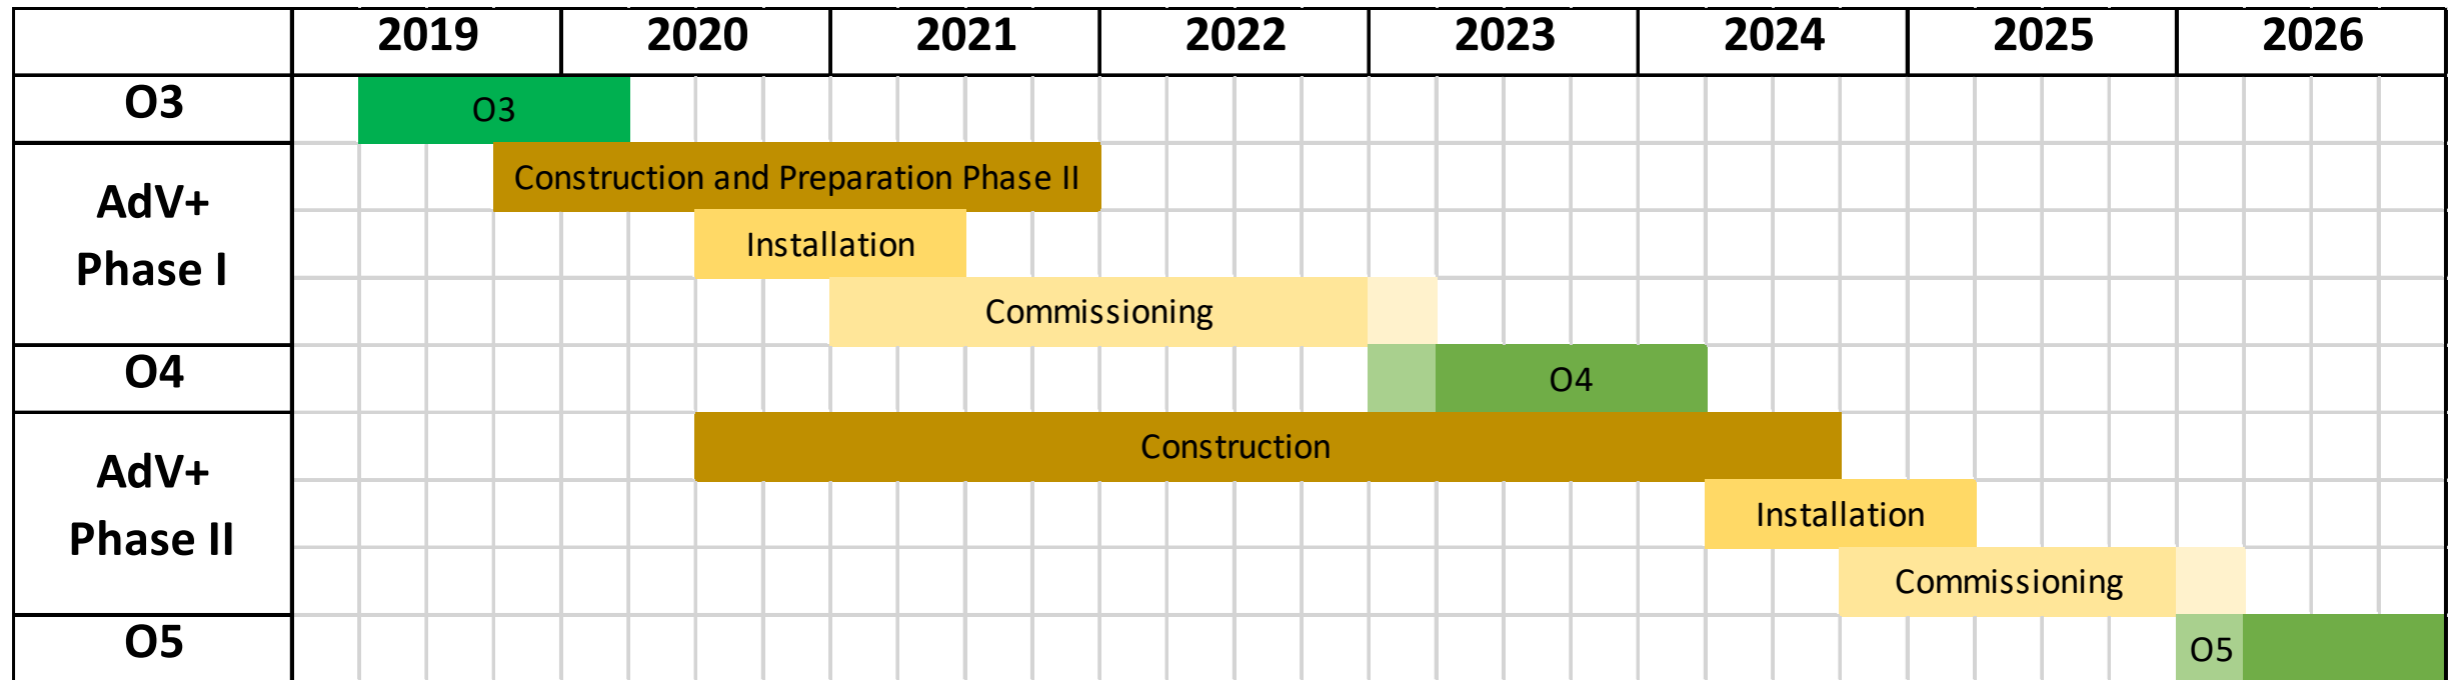 2019 2020 2021 2022 2023 2024 2025 2026
O3 O3
AdV+
Phase I
Construction and Preparation Phase II
Installation
Commissioning
O4 O4
AdV+
Phase II
Construction
Installation
Commissioning
O5 O5